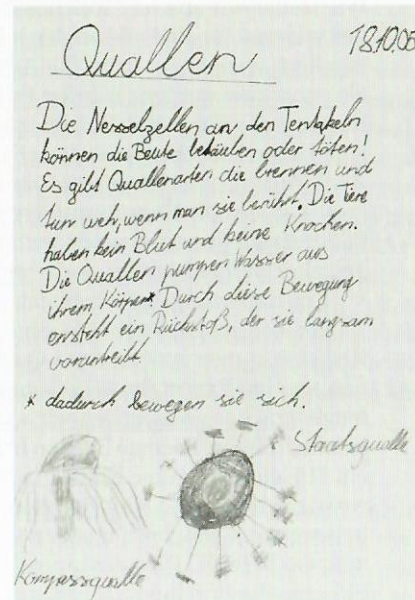 Quallen
18.10.05
Die Nesselzellen an den Tentakeln
können die Beute betäuben oder töten!
Es gibt Quallenarten die brennen und
tun weh, wenn man sie berührt. Die Tiere
haben kein Blut und keine Knochen.
Die Quallen pumpen Wasser aus
ihrem Körper* Durch diese Bewegung
ensteht ein Rückstoß, der sie langsam
vorantreibt.
* dadurch bewegen sie sich.
Staatsqualle
Kompassqualle